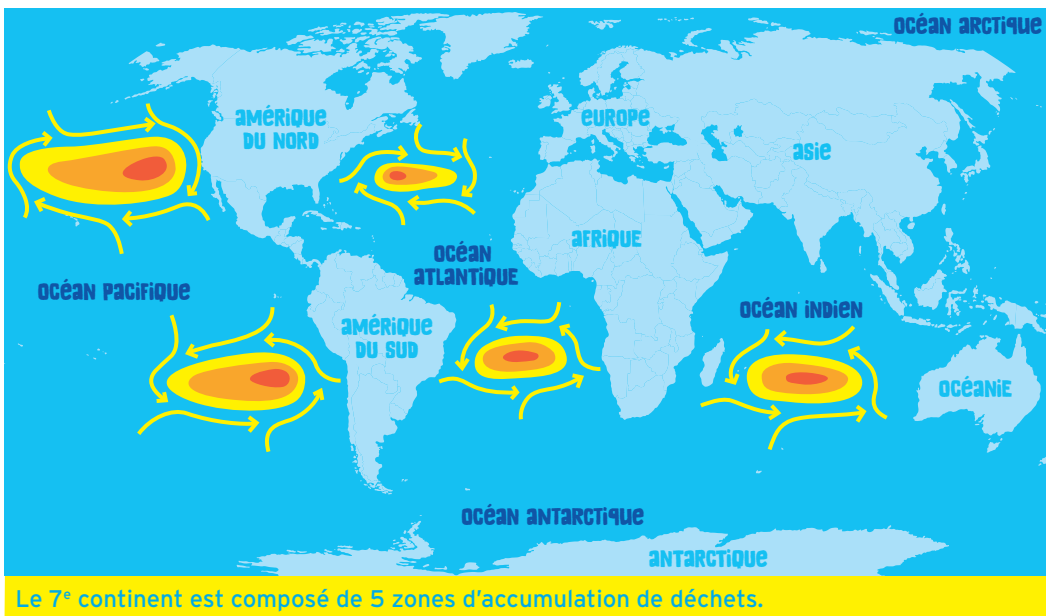 OCÉAN ARCTIQUE
AMÉRIQUE
DU NORD
EUROPE
ASIE
AFRIQUE
OCÉAN
ATLANTIQUE
OCÉAN PACIFIQUE
OCÉAN INDIEN
AMÉRIQUE
DU SUD
OCÉANIE
OCÉAN ANTARCTIQUE
ANTARCTIQUE
Le 7e continent est composé de 5 zones d'accumulation de déchets.